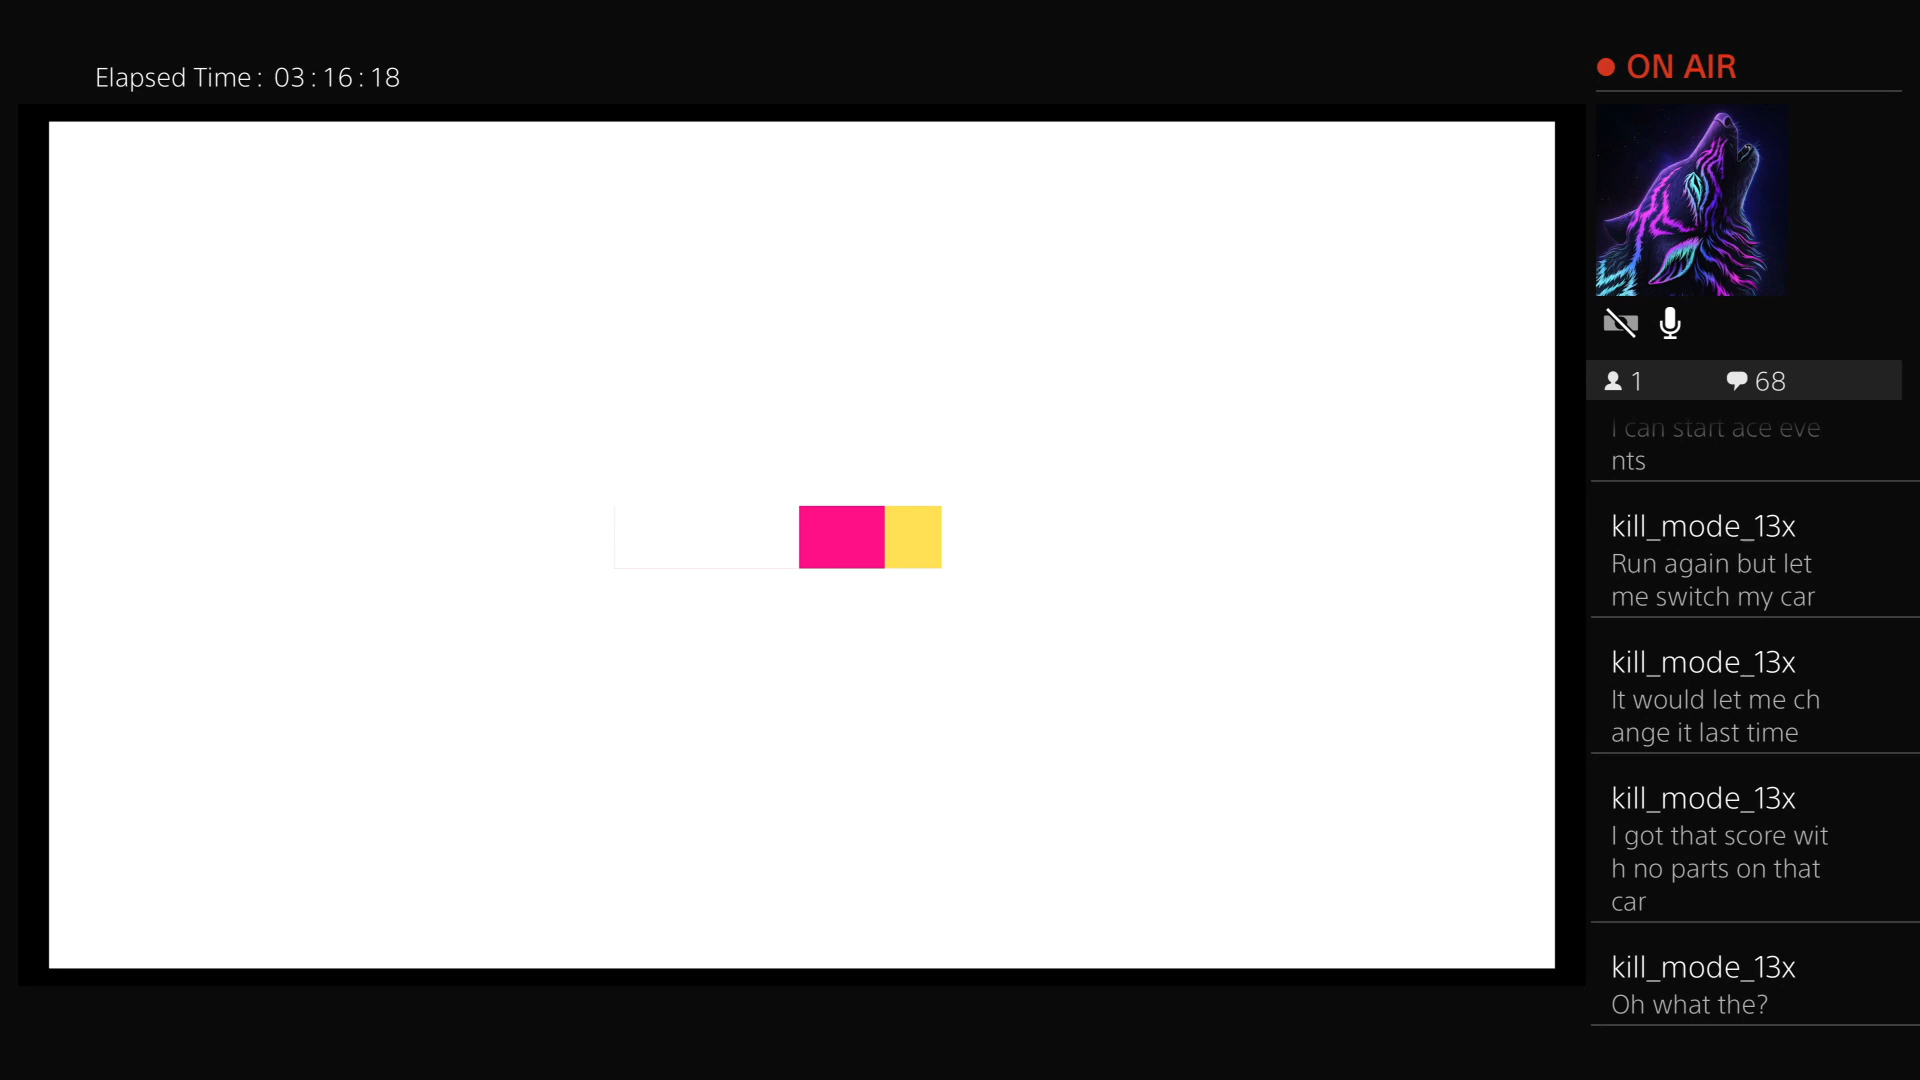 Elapsed Time: 03:16:18
ON AIR
1
68
I can start ace eve
nts
kill_mode_13x
Run again but let
me switch my car
kill_mode_13x
It would let me ch
ange it last time
kill_mode_13x
I got that score wit
h no parts on that
car
kill_mode_13x
Oh what the?